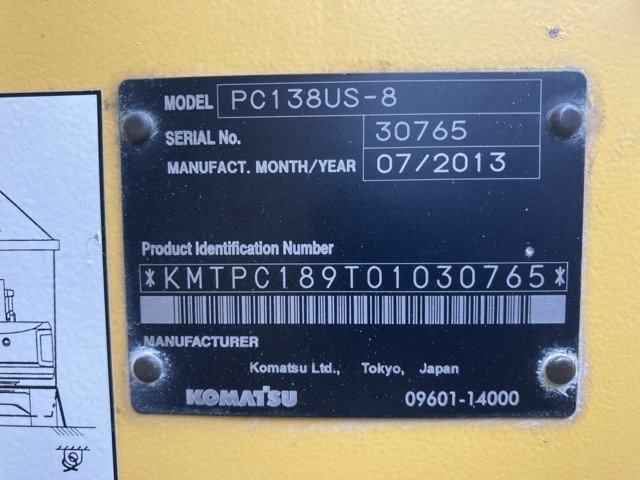 MODEL PC138US-8
SERIAL No. 30765
MANUFACT. MONTH/YEAR 07/2013
Product Identification Number
*KMTPC189T01030765*
MANUFACTURER
Komatsu Ltd., Tokyo, Japan
KOMATSU 09601-14000